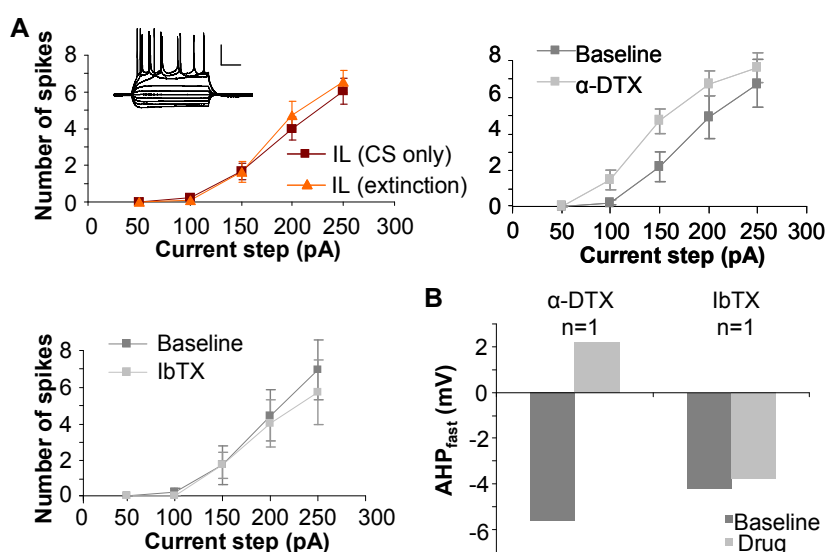 A
Number of spikes
8
6
4
2
0
IL (CS only)
IL (extinction)
0 50 100 150 200 250 300
Current step (pA)
8
6
4
2
0
Baseline
α-DTX
0 50 100 150 200 250 300
Current step (pA)
Number of spikes
8
6
4
2
0
Baseline
IbTX
0 50 100 150 200 250 300
Current step (pA)
B
α-DTX
n=1
IbTX
n=1
AHPfast (mV)
2
0
-2
-4
-6
Baseline
Drug